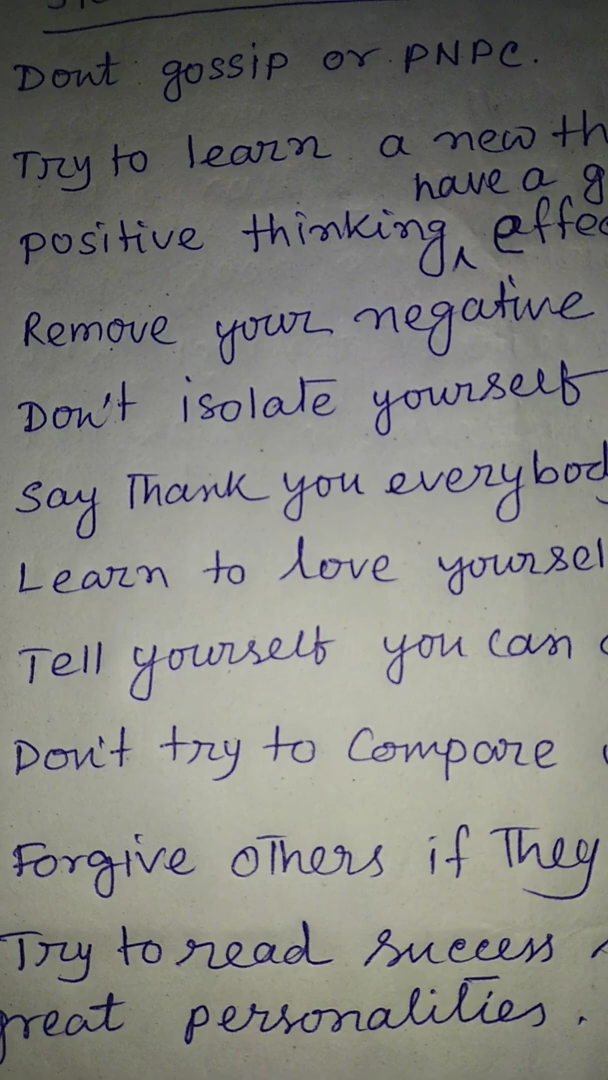 Dont gossip or PNPC.
Try to learn a new th
have a g
positive thinking, effec
Remove your negative
Don't isolate yourself
Say Thank you everybod
Learn to love yoursel
Tell yourself you can
Don't try to compare
Forgive others if They
Try to read success
great personalities.